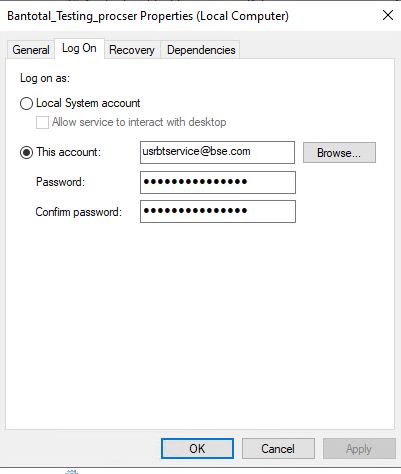 Bantotal_Testing_procser Properties (Local Computer)
General Log On Recovery Dependencies
Log on as:
Local System account
Allow service to interact with desktop
This account: usrbtservice@bse.com Browse...
Password: ●●●●●●●●●●●●●●●
Confirm password: ●●●●●●●●●●●●●●●
OK Cancel Apply